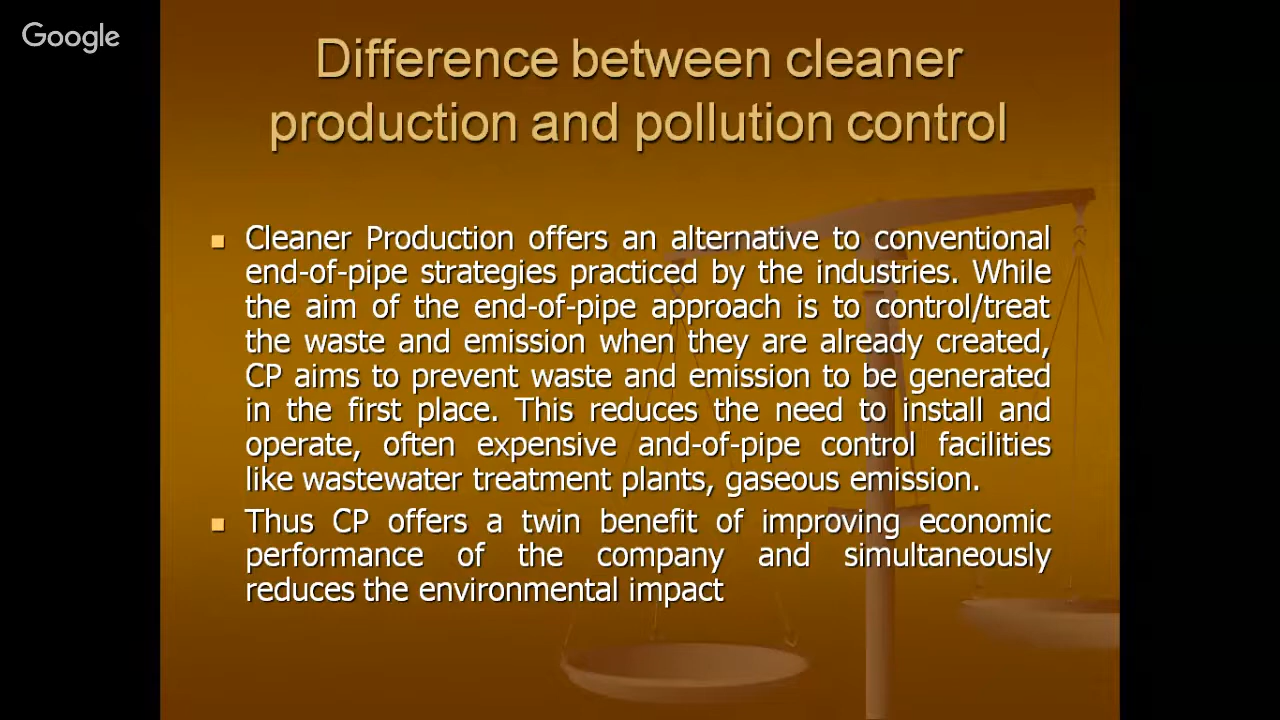 Google
Difference between cleaner
production and pollution control
Cleaner Production offers an alternative to conventional
end-of-pipe strategies practiced by the industries. While
the aim of the end-of-pipe approach is to control/treat
the waste and emission when they are already created,
CP aims to prevent waste and emission to be generated
in the first place. This reduces the need to install and
operate, often expensive and-of-pipe control facilities
like wastewater treatment plants, gaseous emission.
Thus CP offers a twin benefit of improving economic
performance of the company and simultaneously
reduces the environmental impact